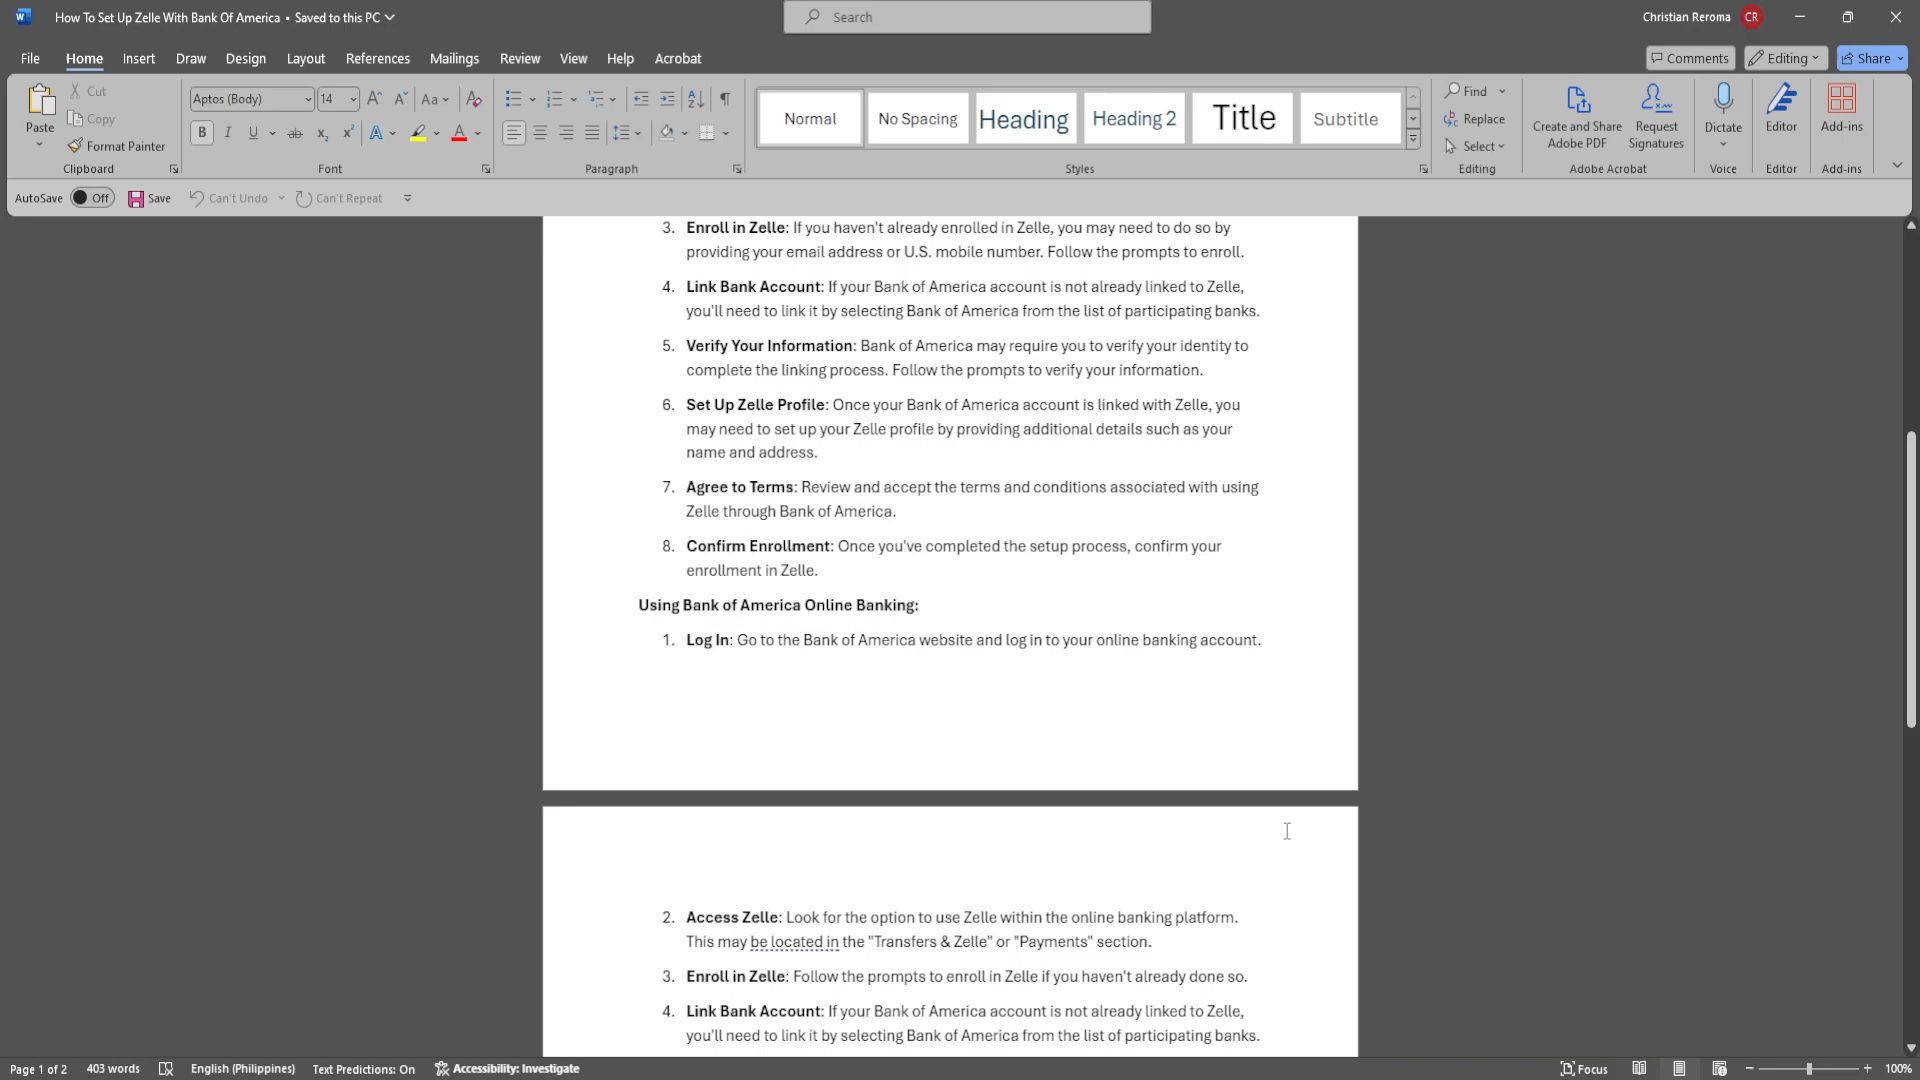 How To Set Up Zelle With Bank Of America • Saved to this PC
Search
Christian Reroma CR
File Home Insert Draw Design Layout References Mailings Review View Help Acrobat
Comments Editing Share
Paste
Cut
Copy
Format Painter
Clipboard
Aptos (Body) 14
Font
Paragraph
Normal No Spacing Heading Heading 2 Title Subtitle
Styles
Find
Replace
Select
Editing
Create and Share Adobe PDF
Request Signatures
Adobe Acrobat
Dictate
Voice
Editor
Editor
Add-ins
Add-ins
AutoSave Off Save Can't Undo Can't Repeat
3. Enroll in Zelle: If you haven't already enrolled in Zelle, you may need to do so by
providing your email address or U.S. mobile number. Follow the prompts to enroll.
4. Link Bank Account: If your Bank of America account is not already linked to Zelle,
you'll need to link it by selecting Bank of America from the list of participating banks.
5. Verify Your Information: Bank of America may require you to verify your identity to
complete the linking process. Follow the prompts to verify your information.
6. Set Up Zelle Profile: Once your Bank of America account is linked with Zelle, you
may need to set up your Zelle profile by providing additional details such as your
name and address.
7. Agree to Terms: Review and accept the terms and conditions associated with using
Zelle through Bank of America.
8. Confirm Enrollment: Once you've completed the setup process, confirm your
enrollment in Zelle.
Using Bank of America Online Banking:
1. Log In: Go to the Bank of America website and log in to your online banking account.
2. Access Zelle: Look for the option to use Zelle within the online banking platform.
This may be located in the "Transfers & Zelle" or "Payments" section.
3. Enroll in Zelle: Follow the prompts to enroll in Zelle if you haven't already done so.
4. Link Bank Account: If your Bank of America account is not already linked to Zelle,
you'll need to link it by selecting Bank of America from the list of participating banks.
Page 1 of 2 403 words English (Philippines) Text Predictions: On Accessibility: Investigate
Focus 100%